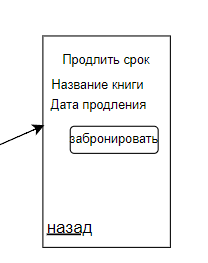 Продлить срок
Название книги
Дата продления
забронировать
назад